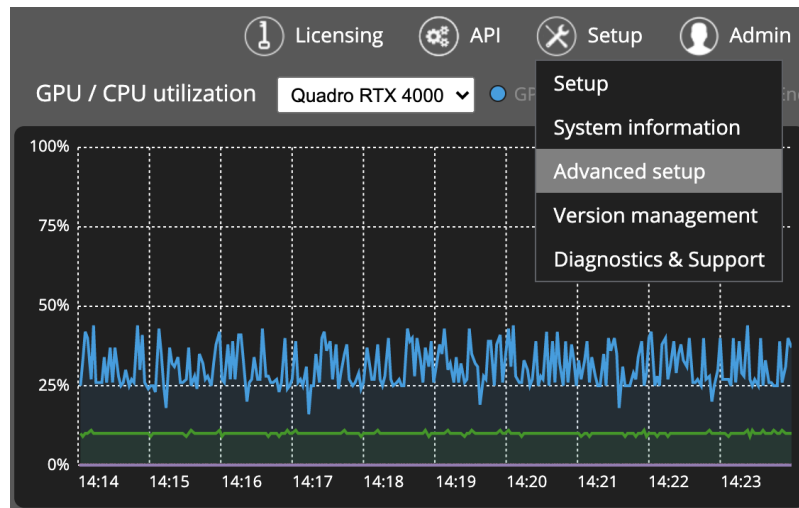 Licensing API Setup Admin
GPU / CPU utilization Quadro RTX 4000
Setup
System information
Advanced setup
Version management
Diagnostics & Support
100%
75%
50%
25%
0%
14:14 14:15 14:16 14:17 14:18 14:19 14:20 14:21 14:22 14:23